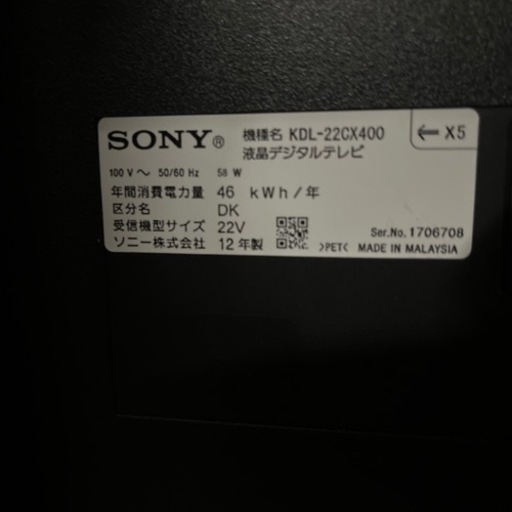 SONY® 機種名 KDL-22CX400 ← X5
液晶デジタルテレビ
100 V ～ 50/60 Hz 58 W
年間消費電力量 46 kWh/年
区分名 DK
受信機型サイズ 22V Ser.No. 1706708
ソニー株式会社 12年製 >PET< MADE IN MALAYSIA